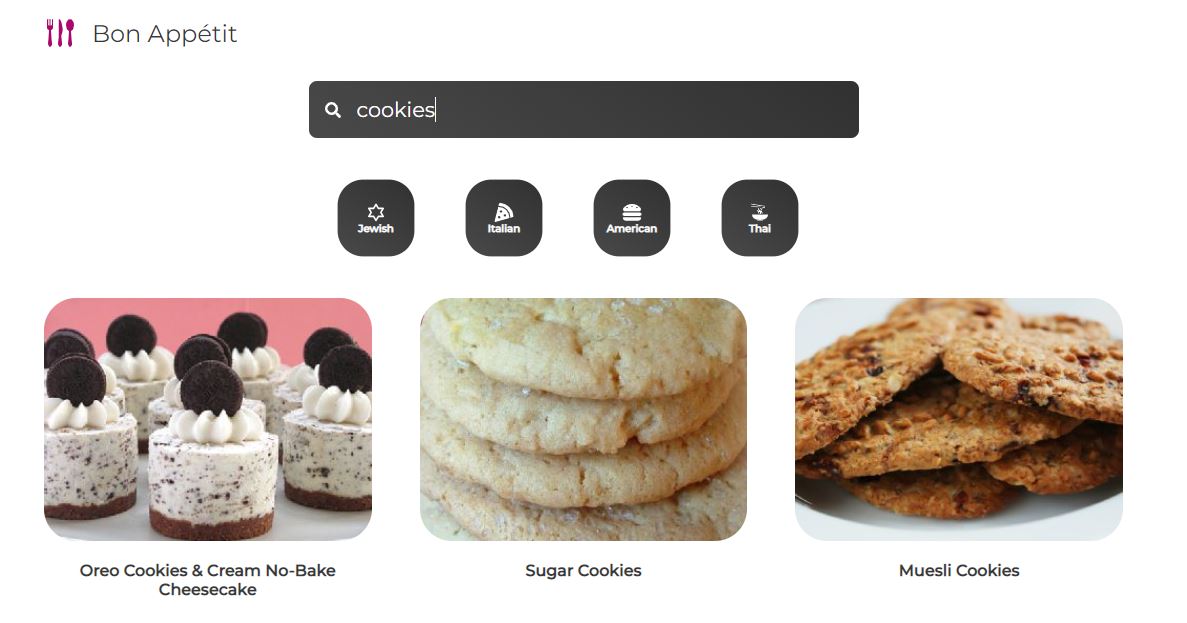 Bon Appétit
cookies
Jewish
Italian
American
Thai
Oreo Cookies & Cream No-Bake
Cheesecake
Sugar Cookies
Muesli Cookies